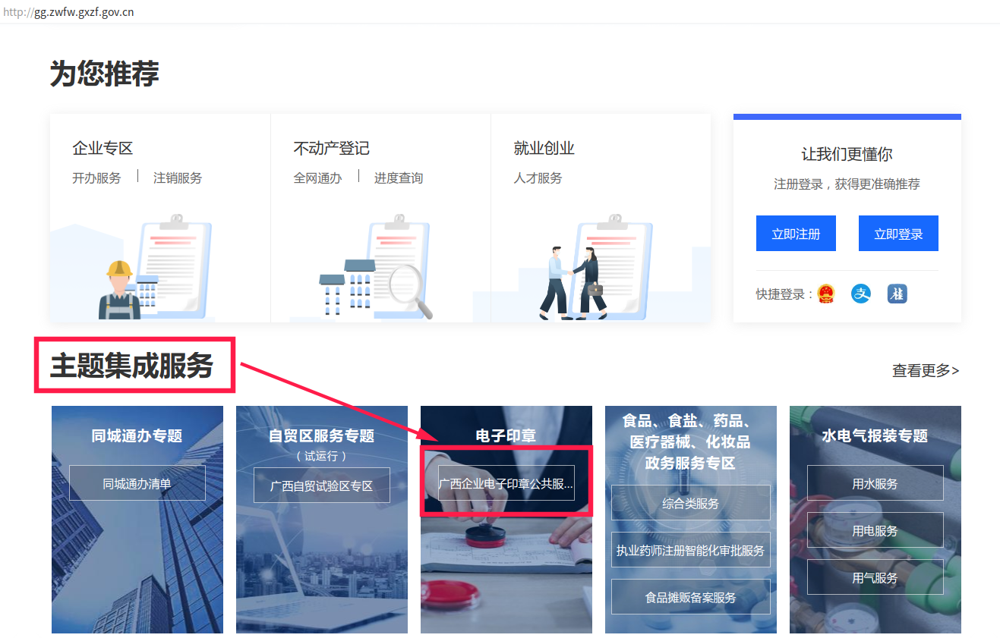 http://gg.zwfw.gxzf.gov.cn
为您推荐
企业专区
开办服务
注销服务
不动产登记
全网通办
进度查询
就业创业
人才服务
让我们更懂你
注册登录，获得更准确推荐
立即注册
立即登录
快捷登录：
支
桂
主题集成服务
查看更多>
同城通办专题
同城通办清单
自贸区服务专题
（ 试运行 ）
广西自贸试验区专区
电子印章
广西企业电子印章公共服...
食品、食盐、药品、
医疗器械、化妆品
政务服务专区
综合类服务
执业药师注册智能化审批服务
食品摊贩备案服务
水电气报装专题
用水服务
用电服务
用气服务